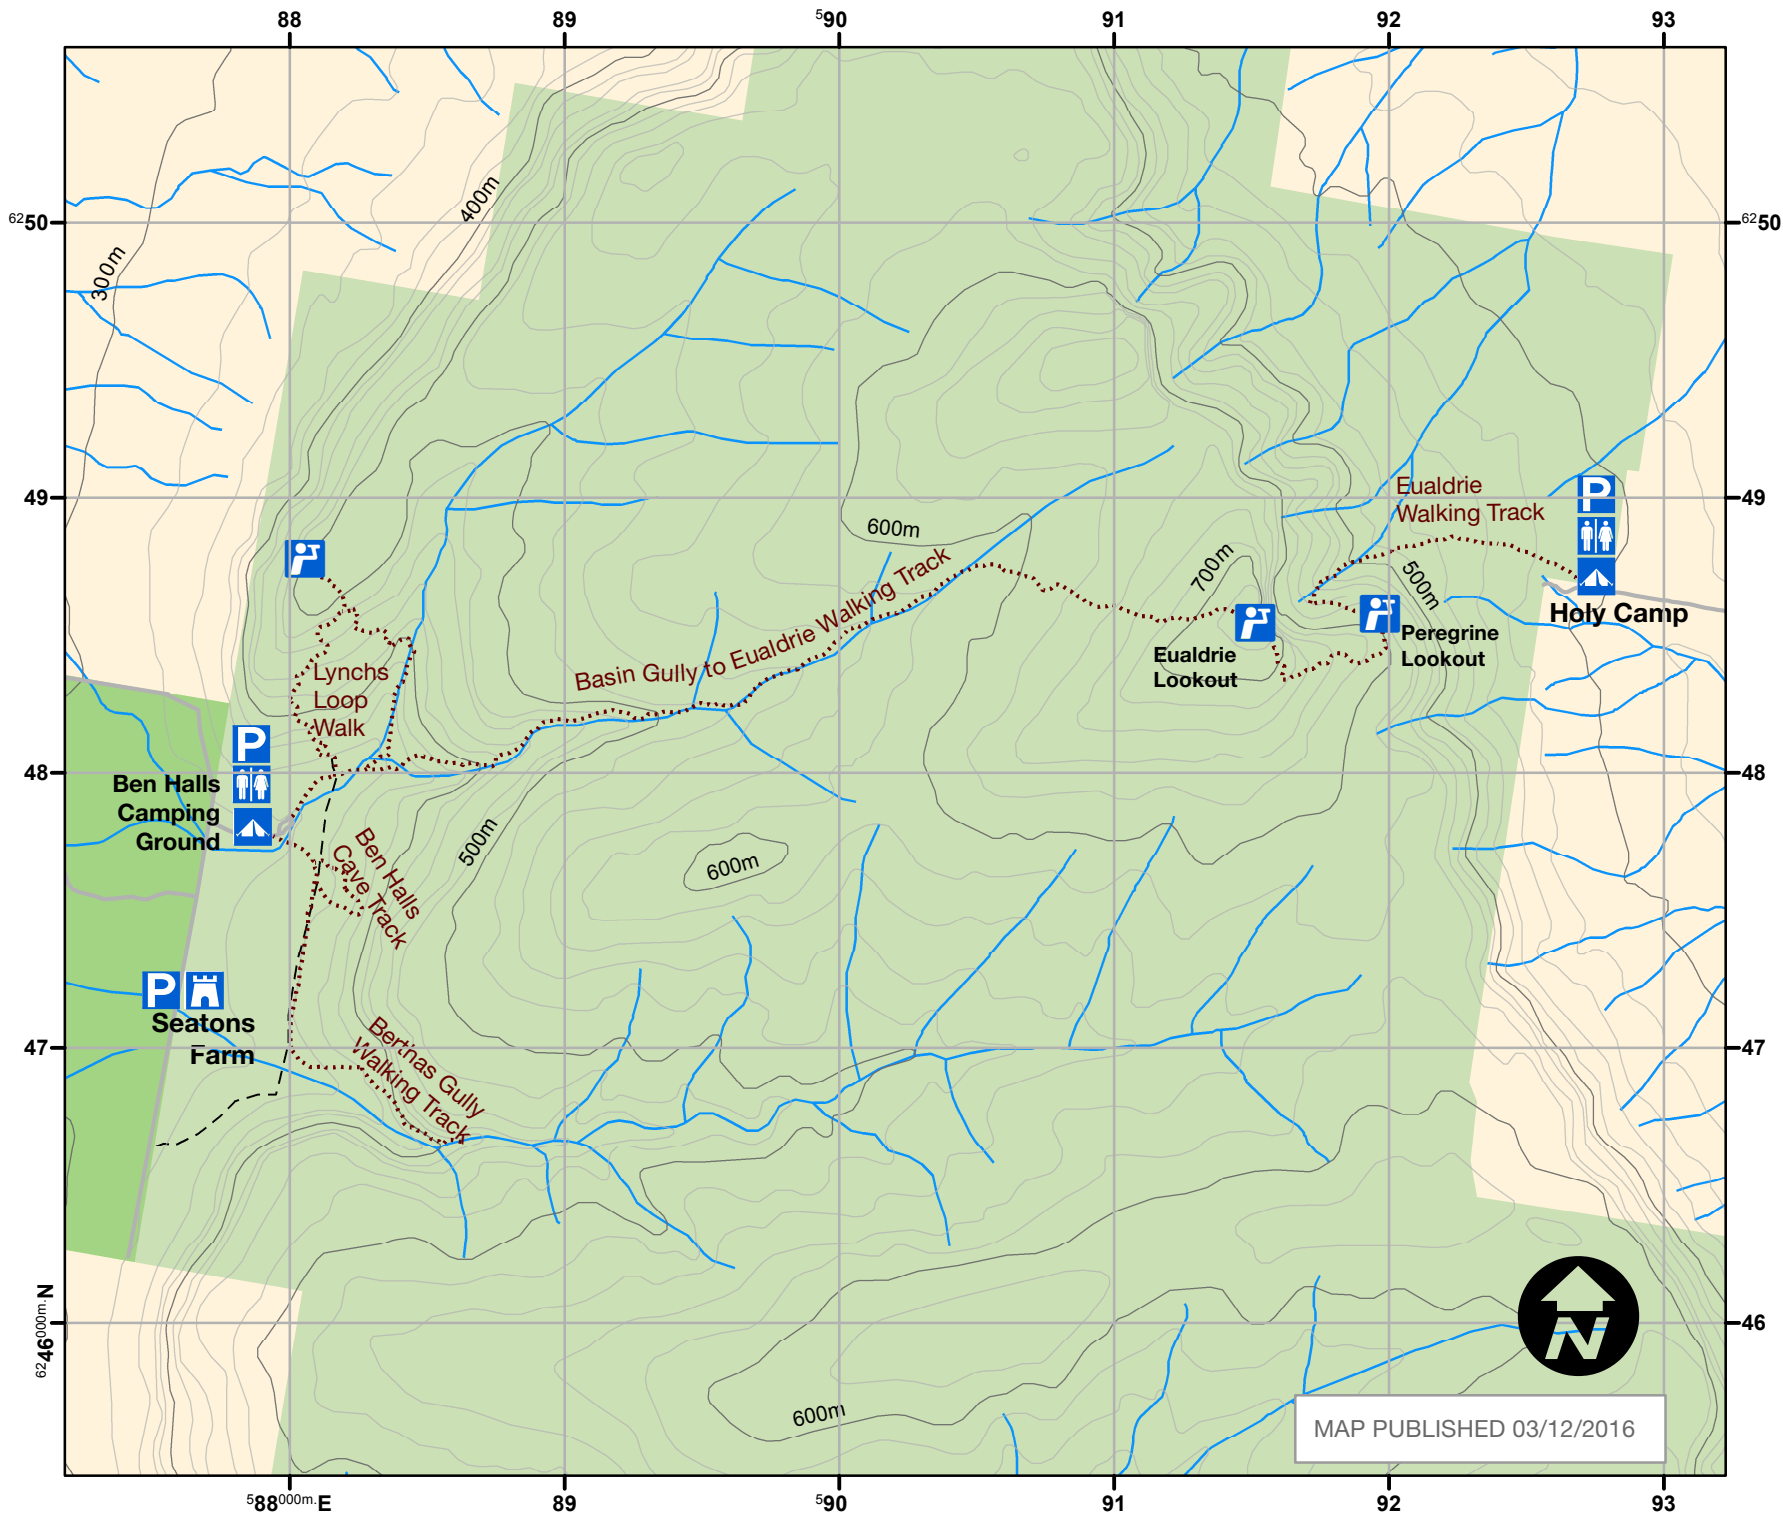 88 89 590 91 92 93
400m
6250 6250
300m
49 49
Eualdrie
Walking Track
P
600m
Basin Gully to Eualdrie Walking Track
700m
500m
Holy Camp
Peregrine
Lookout
Eualdrie
Lookout
Lynchs
Loop
Walk
P
48 48
Ben Halls
Camping
Ground
Ben Halls
Cave Track
500m
600m
P
Seatons
Farm
47 47
Berthas Gully
Walking Track
6246000m.N 46
N
600m
MAP PUBLISHED 03/12/2016
588000m.E 89 590 91 92 93